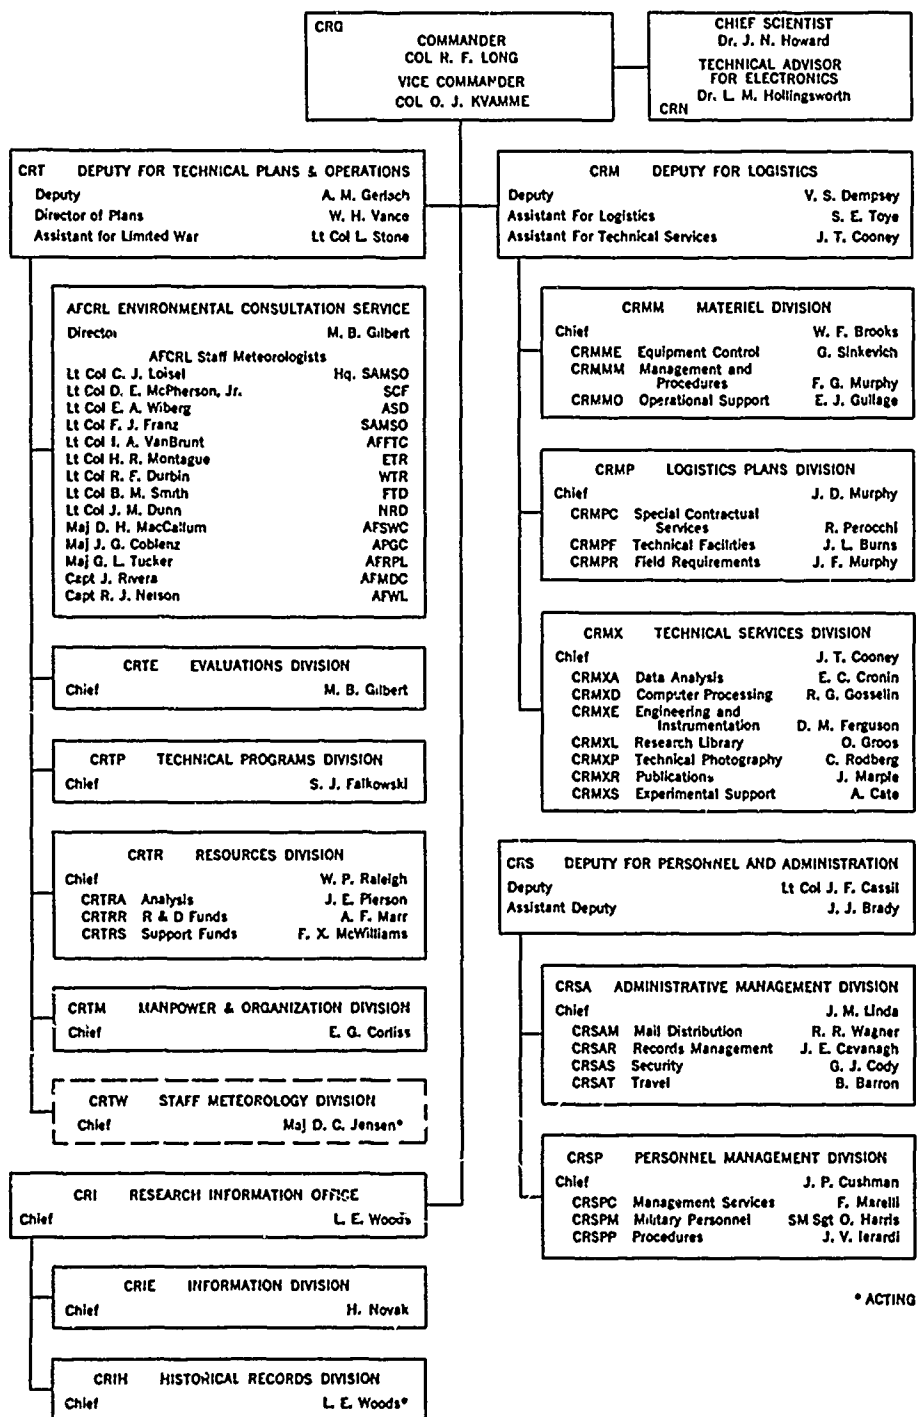 CRG
COMMANDER
COL R. F. LONG
VICE COMMANDER
COL O. J. KVAMME
CHIEF SCIENTIST
Dr. J. N. Howard
TECHNICAL ADVISOR
FOR ELECTRONICS
Dr. L. M. Hollingsworth
CRN
CRT DEPUTY FOR TECHNICAL PLANS & OPERATIONS
Deputy A. M. Gerlach
Director of Plans W. H. Vance
Assistant for Limited War Lt Col L. Stone
AFCRL ENVIRONMENTAL CONSULTATION SERVICE
Director M. B. Gilbert
AFCRL Staff Meteorologists
Lt Col C. J. Loisel Hq. SAMSO
Lt Col D. E. McPherson, Jr. SCF
Lt Col E. A. Wiberg ASD
Lt Col F. J. Franz SAMSO
Lt Col I. A. VanBrunt AFFTC
Lt Col H. R. Montague ETR
Lt Col R. F. Durbin WTR
Lt Col B. M. Smith FTD
Lt Col J. M. Dunn NRD
Maj D. H. MacCallum AFSWC
Maj J. G. Coblenz APGC
Maj G. L. Tucker AFRPL
Capt J. Rivera AFMDC
Capt R. J. Nelson AFWL
CRTE EVALUATIONS DIVISION
Chief M. B. Gilbert
CRTP TECHNICAL PROGRAMS DIVISION
Chief S. J. Falkowski
CRTR RESOURCES DIVISION
Chief W. P. Raleigh
CRTRA Analysis J. E. Pierson
CRTRR R & D Funds A. F. Marr
CRTRS Support Funds F. X. McWilliams
CRTM MANPOWER & ORGANIZATION DIVISION
Chief E. G. Corliss
CRTW STAFF METEOROLOGY DIVISION
Chief Maj D. C. Jensen*
CRI RESEARCH INFORMATION OFFICE
Chief L. E. Woods
CRIE INFORMATION DIVISION
Chief H. Novak
CRIH HISTORICAL RECORDS DIVISION
Chief L. E. Woods*
CRM DEPUTY FOR LOGISTICS
Deputy V. S. Dempsey
Assistant For Logistics S. E. Toye
Assistant For Technical Services J. T. Cooney
CRMM MATERIEL DIVISION
Chief W. F. Brooks
CRMME Equipment Control G. Sinkevich
CRMMM Management and
Procedures F. G. Murphy
CRMMO Operational Support E. J. Gullage
CRMP LOGISTICS PLANS DIVISION
Chief J. D. Murphy
CRMPC Special Contractual
Services R. Perocchi
CRMPF Technical Facilities J. L. Burns
CRMPR Field Requirements J. F. Murphy
CRMX TECHNICAL SERVICES DIVISION
Chief J. T. Cooney
CRMXA Data Analysis E. C. Cronin
CRMXD Computer Processing R. G. Gosselin
CRMXE Engineering and
Instrumentation D. M. Ferguson
CRMXL Research Library O. Groos
CRMXP Technical Photography C. Rodberg
CRMXR Publications J. Marple
CRMXS Experimental Support A. Cate
CRS DEPUTY FOR PERSONNEL AND ADMINISTRATION
Deputy Lt Col J. F. Cassil
Assistant Deputy J. J. Brady
CRSA ADMINISTRATIVE MANAGEMENT DIVISION
Chief J. M. Linda
CRSAM Mail Distribution R. R. Wagner
CRSAR Records Management J. E. Cavanagh
CRSAS Security G. J. Cody
CRSAT Travel B. Barron
CRSP PERSONNEL MANAGEMENT DIVISION
Chief J. P. Cushman
CRSPC Management Services F. Marelli
CRSPM Military Personnel SM Sgt O. Harris
CRSPP Procedures J. V. Ierardi
* ACTING